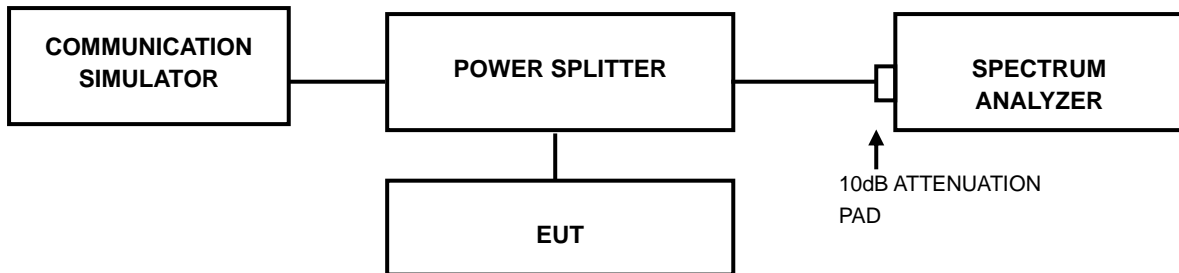 COMMUNICATION
SIMULATOR
POWER SPLITTER
SPECTRUM
ANALYZER
10dB ATTENUATION
PAD
EUT